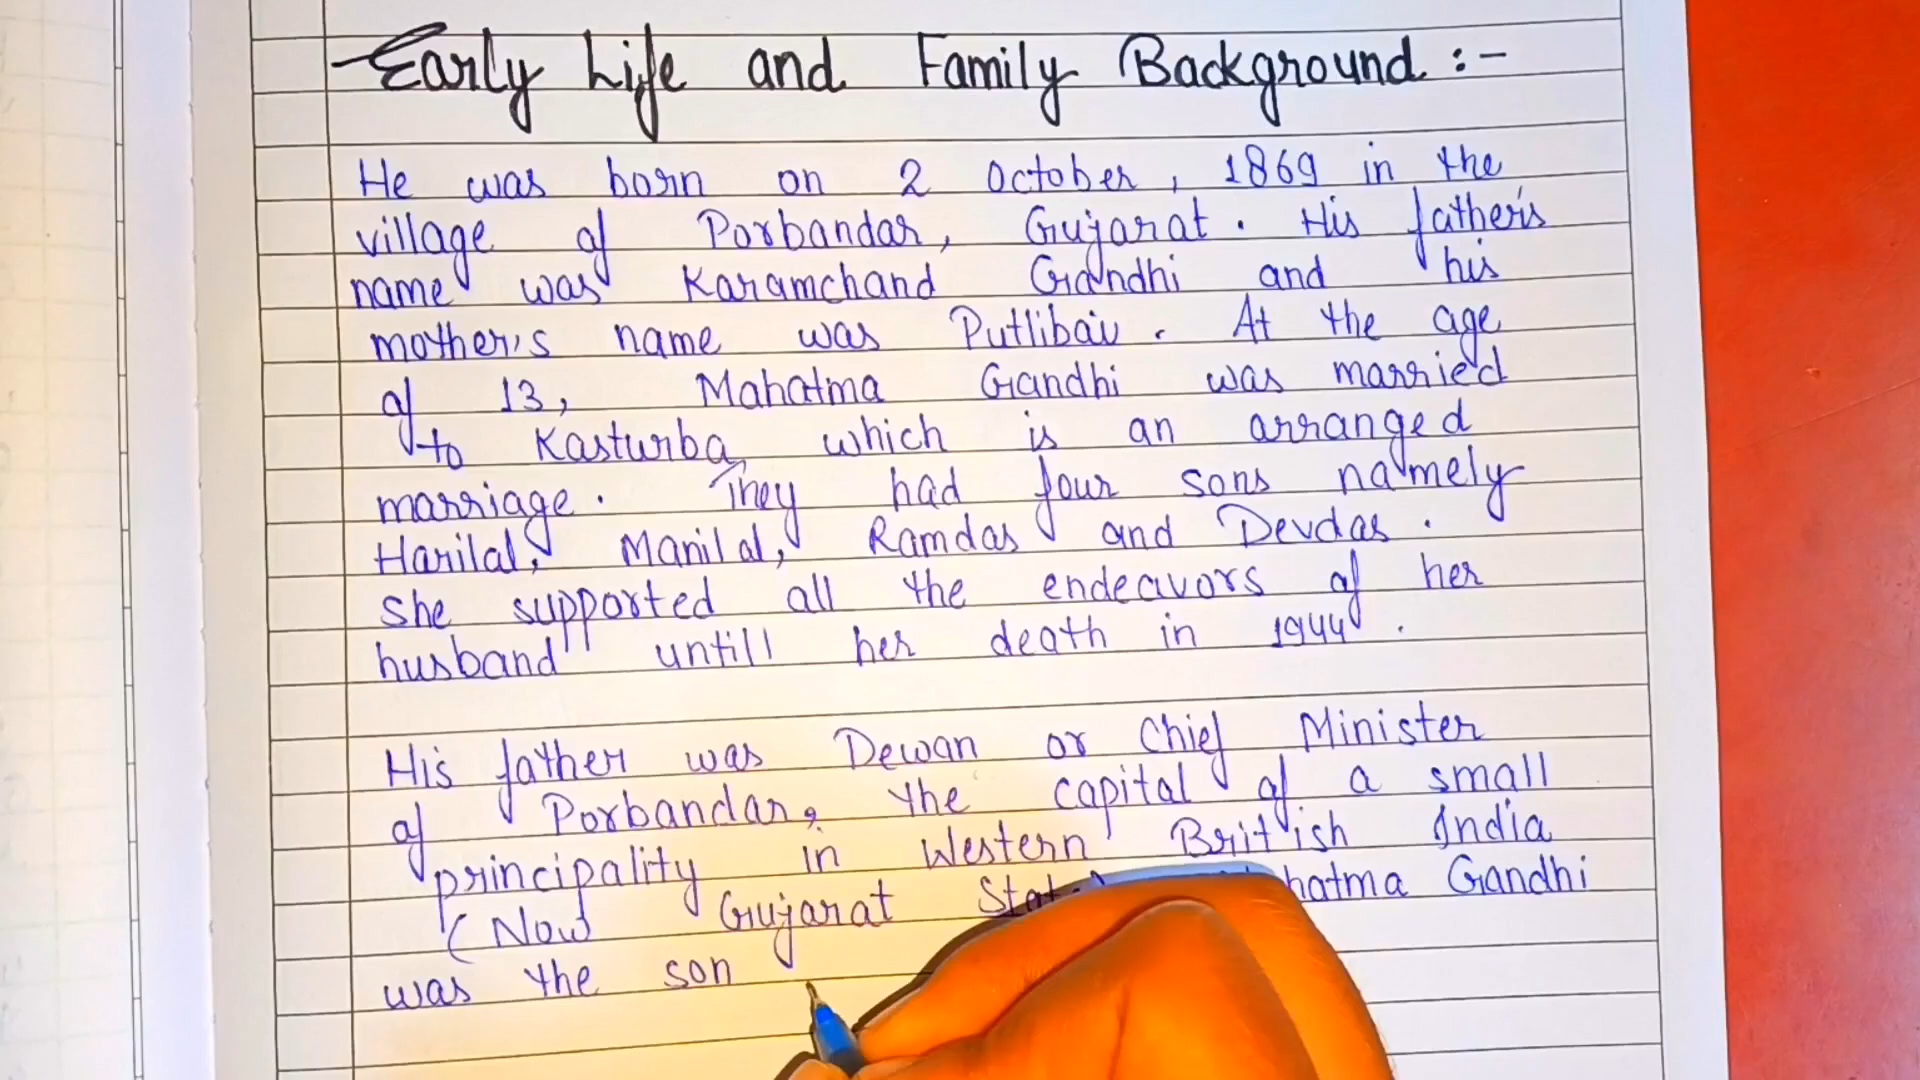 Early Life and Family Background :-
He was born on 2 October, 1869 in the
village of Porbandar, Gujarat. His father's
name was Karamchand Gandhi and his
mother's name was Putlibai. At the age
of 13, Mahatma Gandhi was married
to Kasturba which is an arranged
marriage. They had four sons namely
Harilal, Manilal, Ramdas and Devdas.
She supported all the endeavors of her
husband untill her death in 1944.
His father was Dewan or Chief Minister
of Porbandar, the capital of a small
principality in Western British India
(Now Gujarat Gandhi
was the son